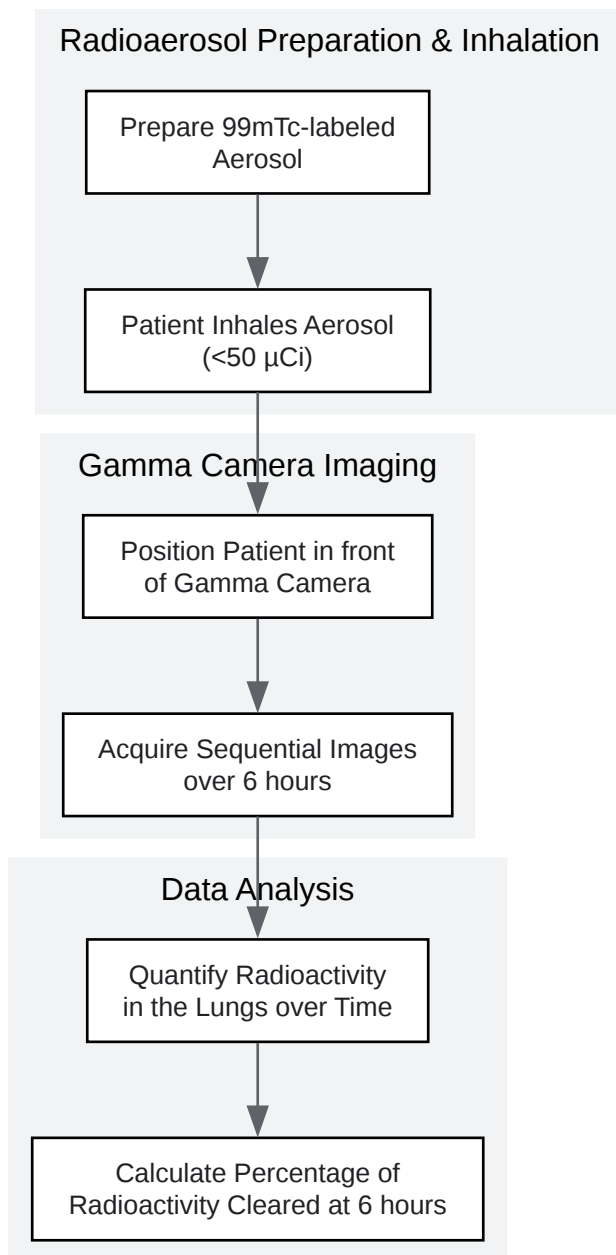 Radioaerosol Preparation & Inhalation
Prepare 99mTc-labeled
Aerosol
Patient Inhales Aerosol
(<50 µCi)
Gamma Camera Imaging
Position Patient in front
of Gamma Camera
Acquire Sequential Images
over 6 hours
Data Analysis
Quantify Radioactivity
in the Lungs over Time
Calculate Percentage of
Radioactivity Cleared at 6 hours